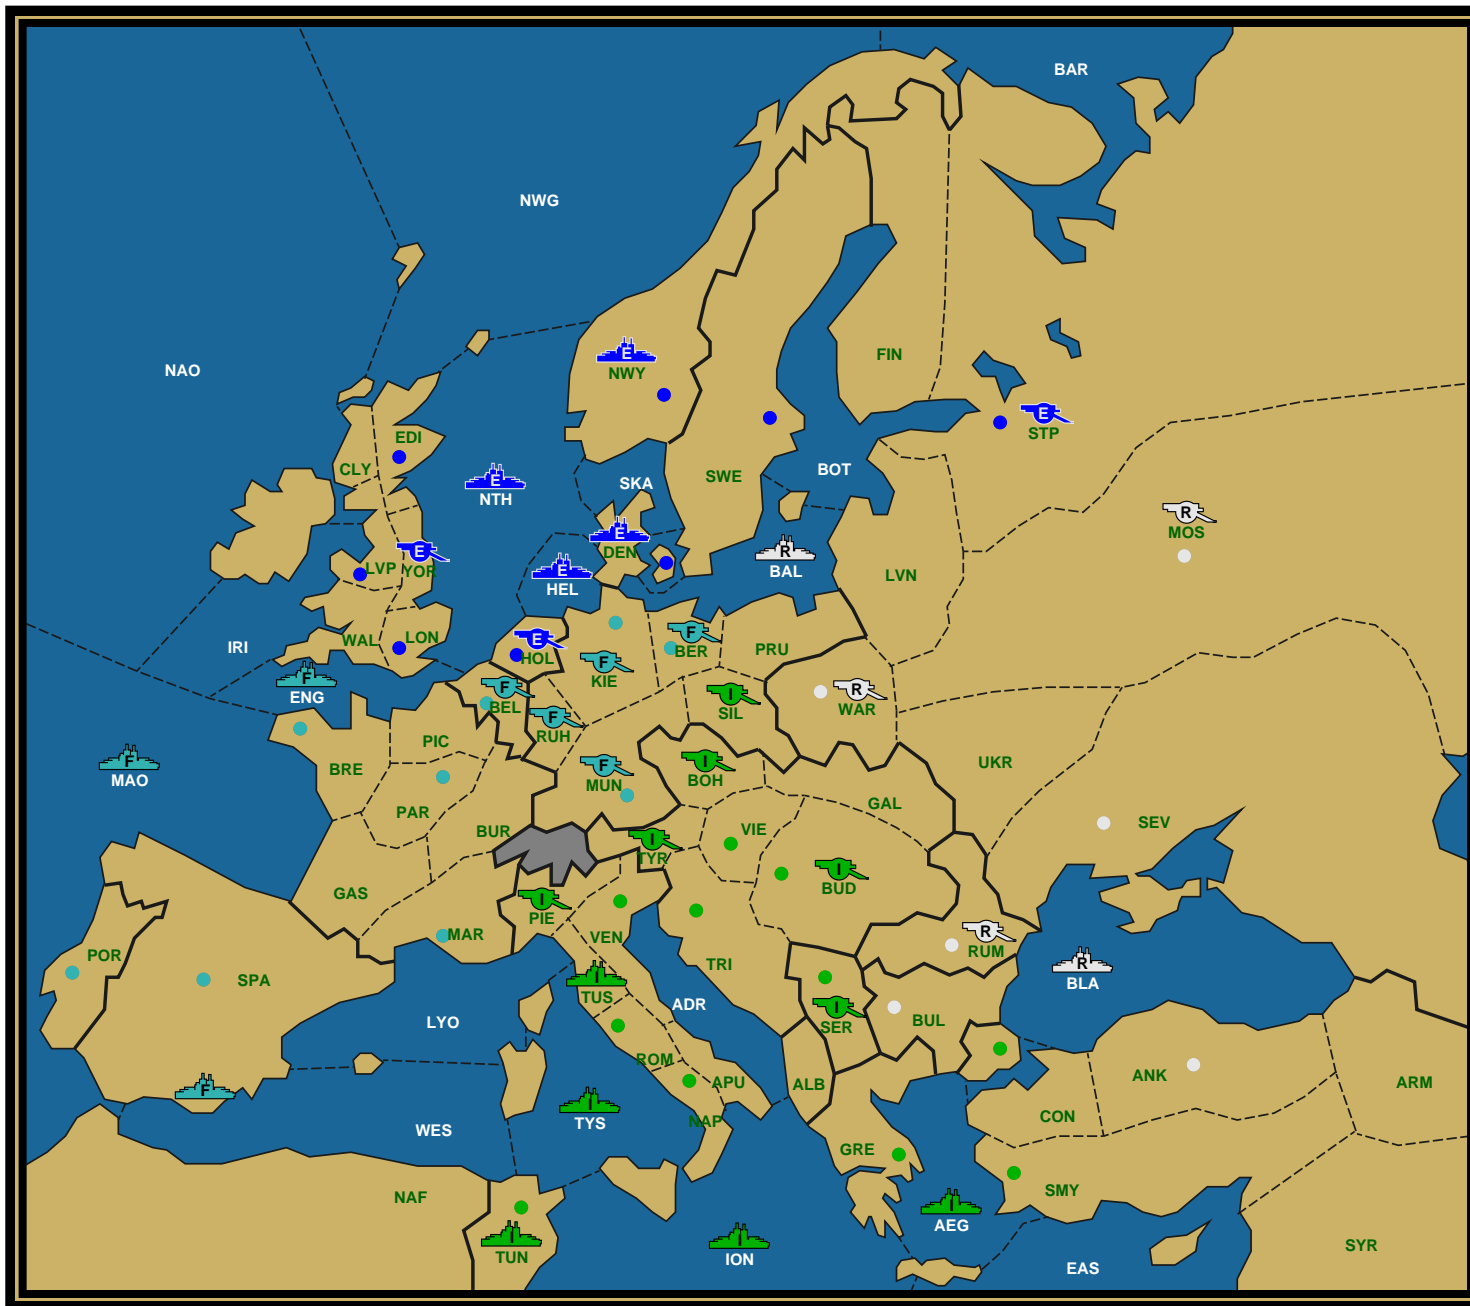 BAR
NWG
E
NWY
FIN
NAO
E
STP
EDI
CLY
E
NTH
SKA
BOT
SWE
R
MOS
E
DEN
E
YOR
LVP
E
HEL
R
BAL
LVN
IRI
WAL
LON
E
HOL
F
KIE
F
BER
PRU
F
ENG
F
BEL
F
RUH
I
SIL
R
WAR
PIC
BRE
F
MAO
F
MUN
I
BOH
UKR
GAL
PAR
BUR
VIE
SEV
I
TYR
I
BUD
GAS
I
PIE
VEN
MAR
POR
SPA
TRI
R
RUM
R
BLA
I
TUS
ADR
LYO
I
SER
BUL
ROM
APU
ALB
ANK
ARM
F
I
TYS
NAP
CON
WES
GRE
SMY
NAF
I
AEG
I
TUN
I
ION
EAS
SYR